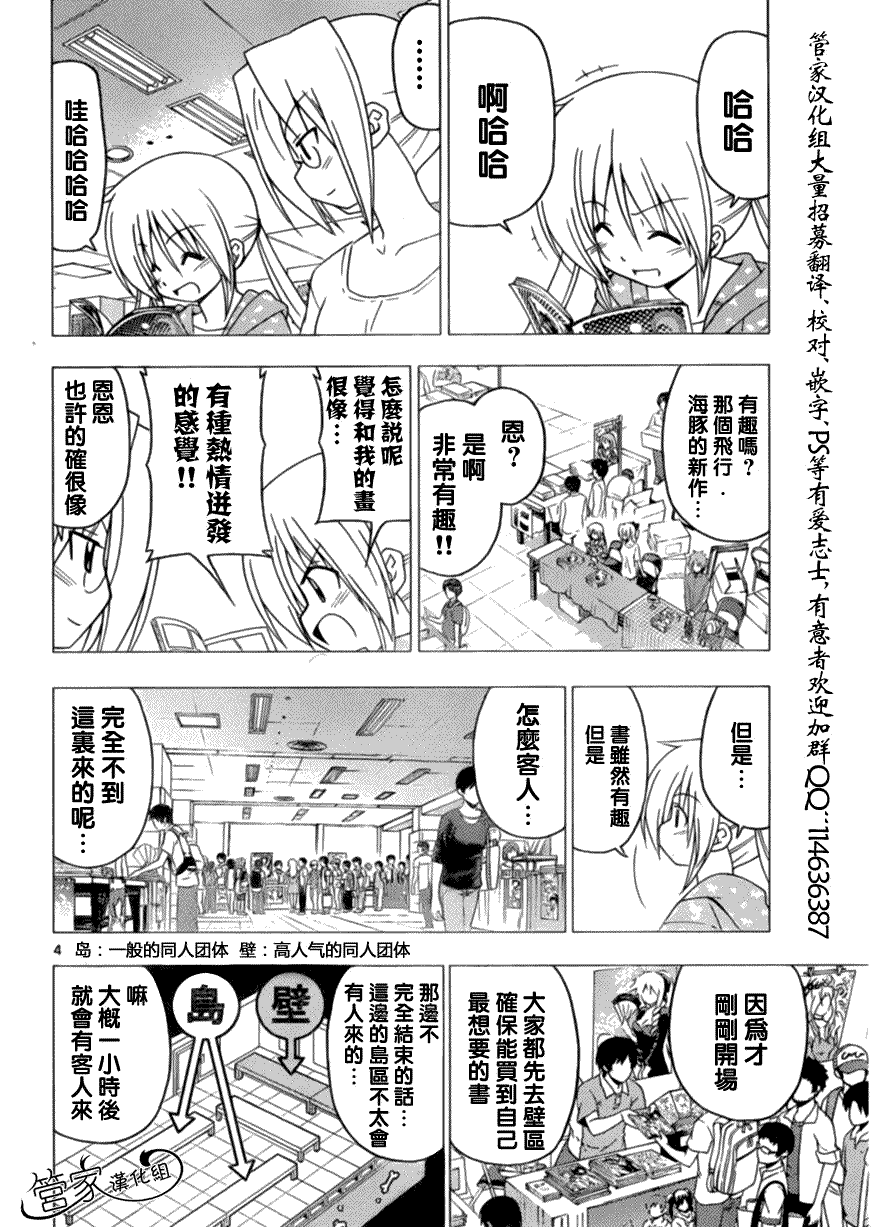 哈哈
啊哈哈
……
哇哈哈哈哈
有趣嗎?
那個飛行.
海豚的新作…
恩?
是啊
非常有趣!!
怎麼說呢
覺得和我的畫
很像…
有種熱情迸發
的感覺!!
恩恩
也許的確很像
但是…
書雖然有趣
但是
怎麼客人…
完全不到
這裏來的呢…
4
岛：一般的同人团体 壁：高人气的同人团体
因爲才
剛剛開場
大家都先去壁區
確保能買到自己
最想要的書
那邊不
完全結束的話…
這邊的島區不太會
有人來的…
壁
島
嘛
大概一小時後
就會有客人來
管家漢化組
管家汉化组大量招募翻译、校对、嵌字、PS等有爱志士,有意者欢迎加群QQ:114636387